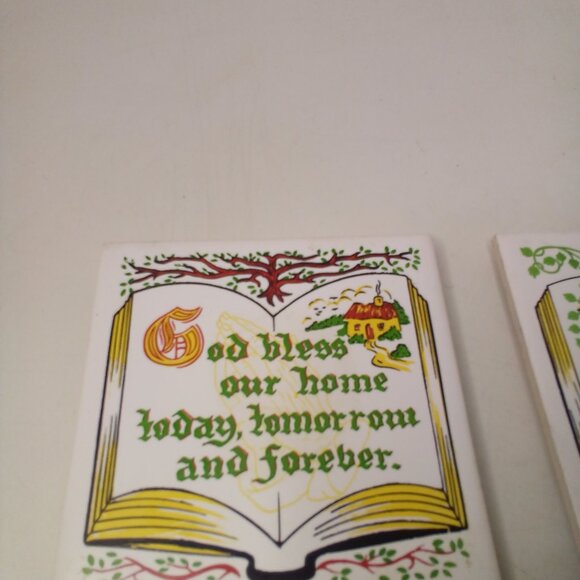 God bless
our home
today, tomorrow
and forever.